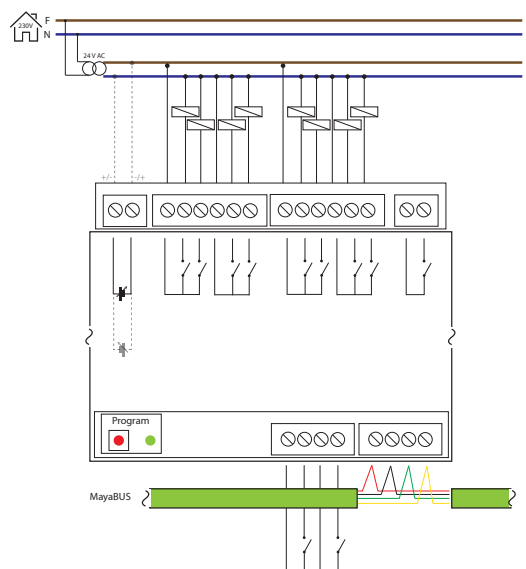 F
230V
N
24 V AC
+/-
-/+
Program
MayaBUS